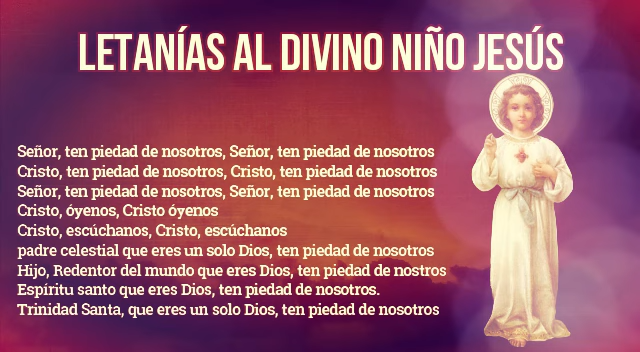 LETANÍAS AL DIVINO NIÑO JESÚS
Señor, ten piedad de nosotros, Señor, ten piedad de nosotros
Cristo, ten piedad de nosotros, Cristo, ten piedad de nosotros
Señor, ten piedad de nosotros, Señor, ten piedad de nosotros
Cristo, óyenos, Cristo óyenos
Cristo, escúchanos, Cristo, escúchanos
padre celestial que eres un solo Dios, ten piedad de nosotros
Hijo, Redentor del mundo que eres Dios, ten piedad de nostros
Espíritu santo que eres Dios, ten piedad de nosotros.
Trinidad Santa, que eres un solo Dios, ten piedad de nosotros